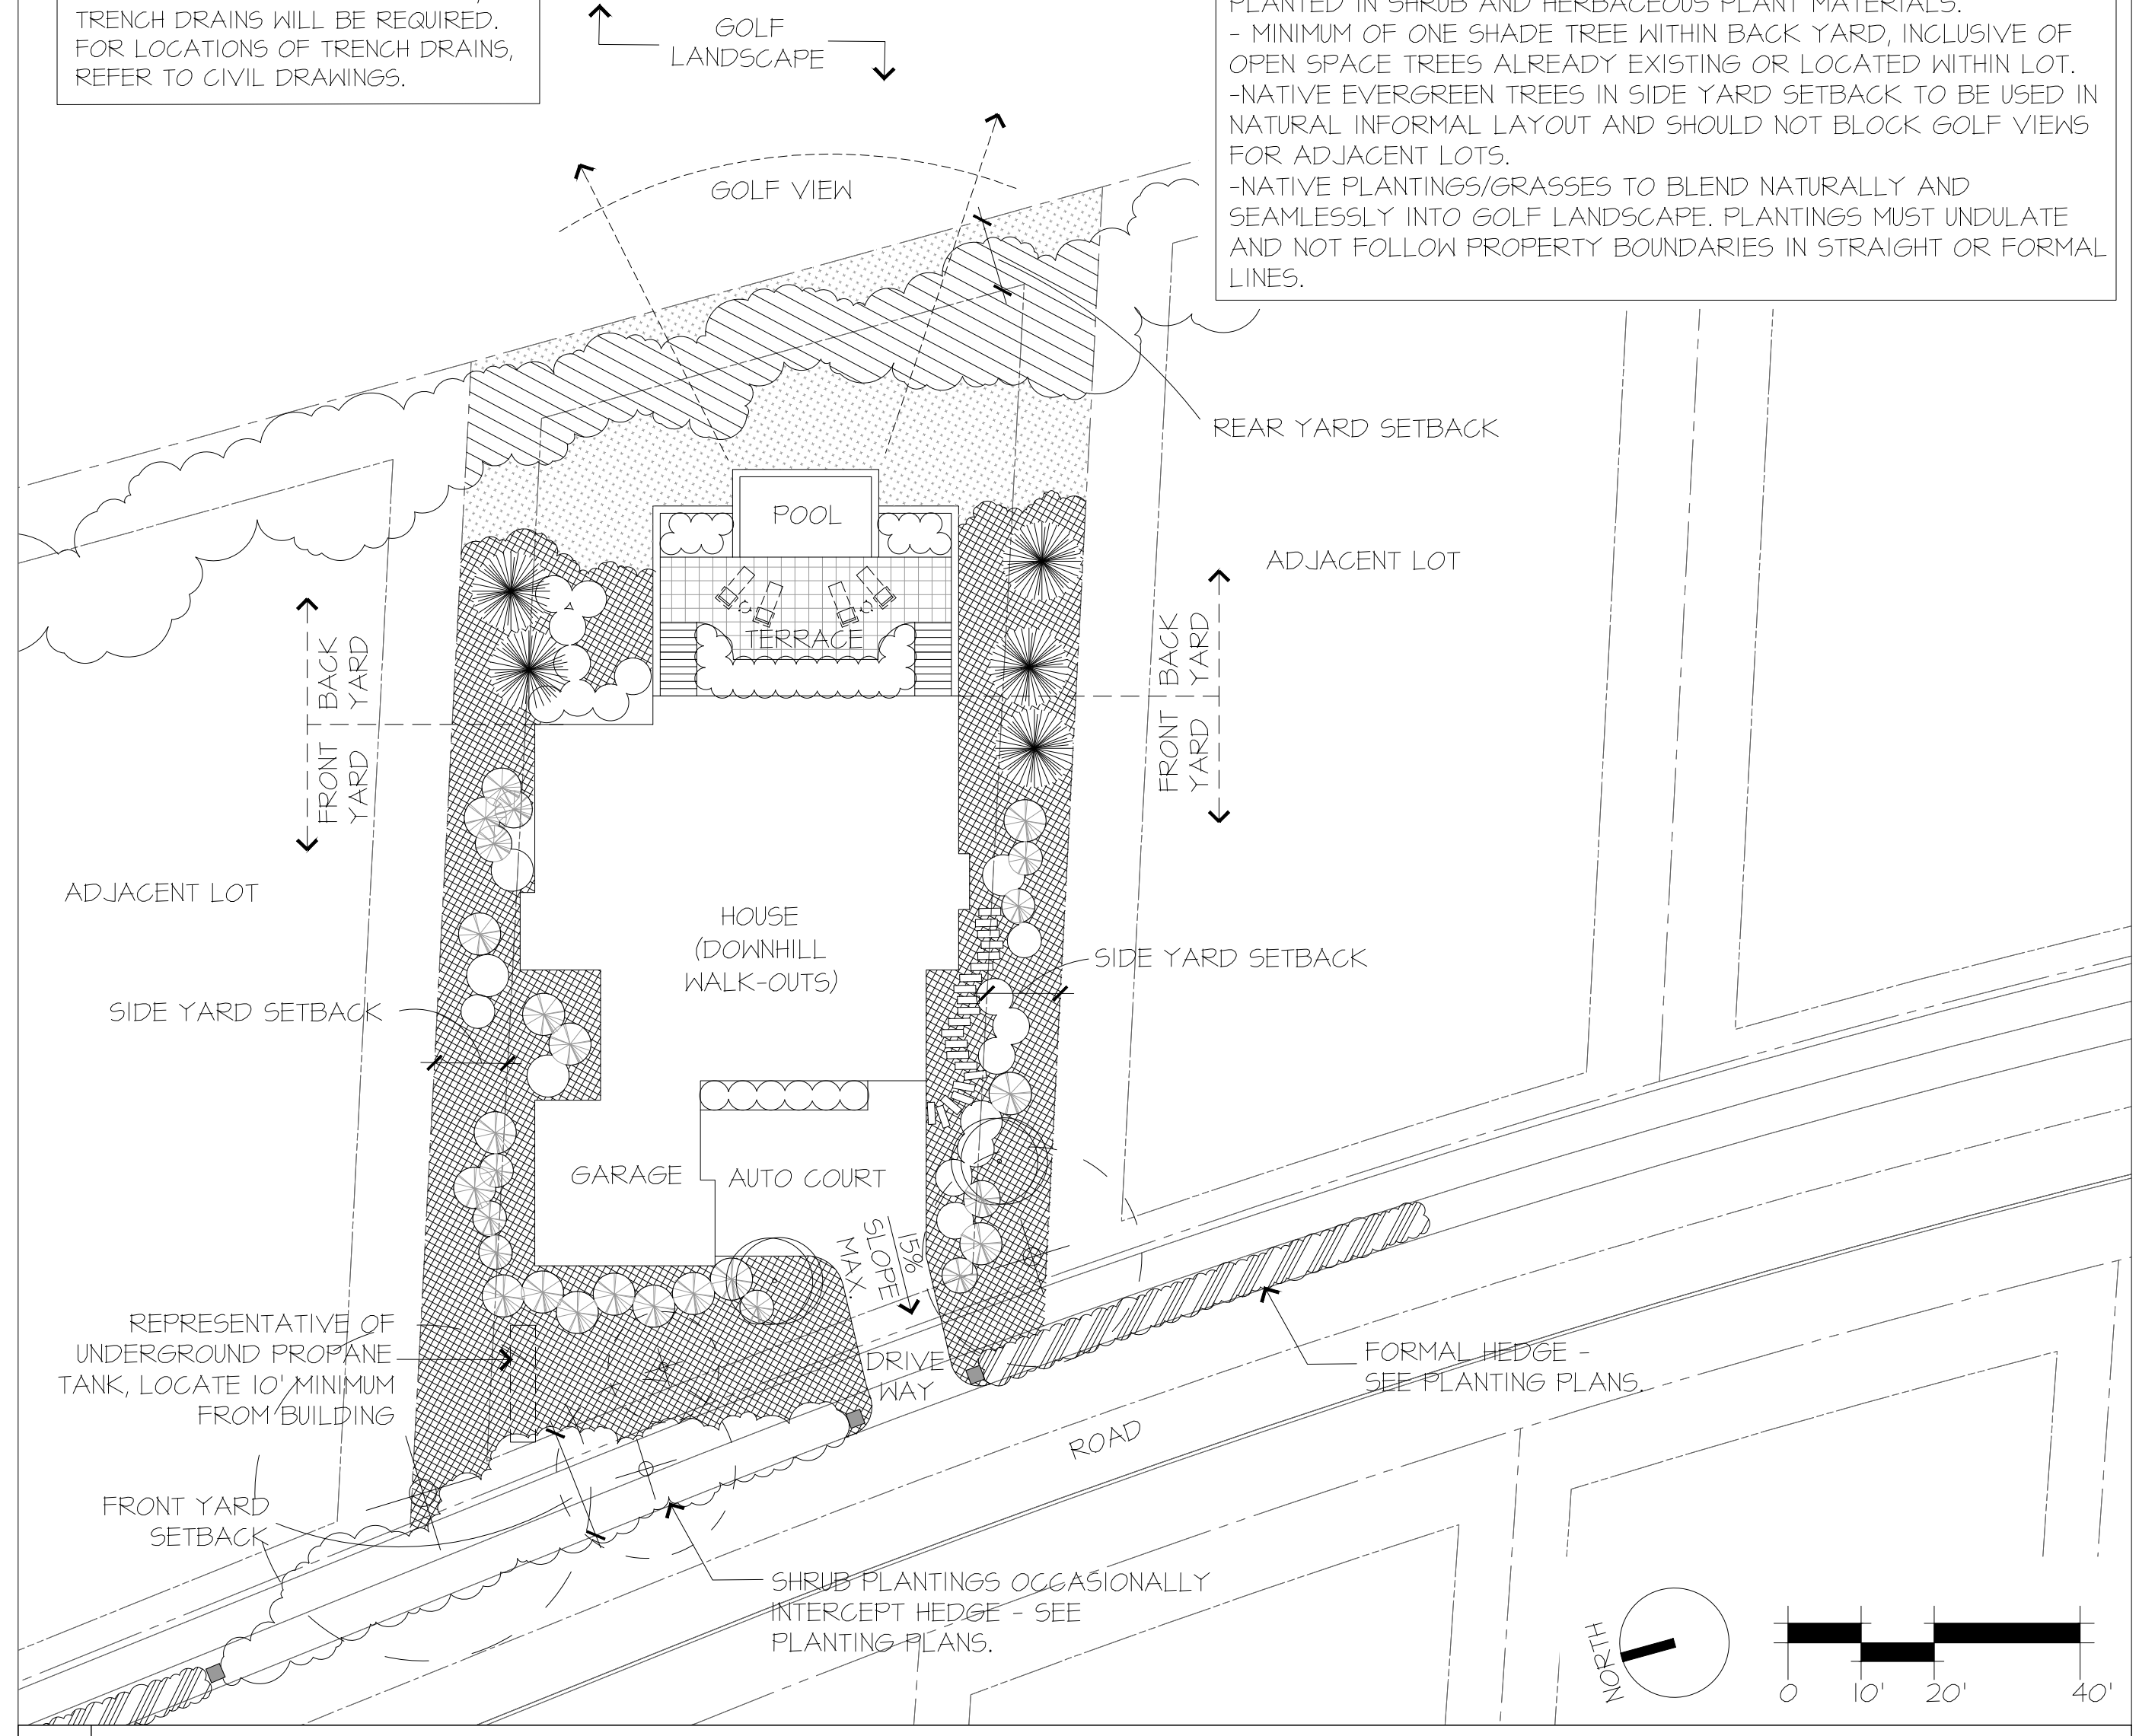 TRENCH DRAINS WILL BE REQUIRED.
FOR LOCATIONS OF TRENCH DRAINS,
REFER TO CIVIL DRAWINGS.
GOLF
LANDSCAPE
PLANTED IN SHRUB AND HERBACEOUS PLANT MATERIALS.
- MINIMUM OF ONE SHADE TREE WITHIN BACK YARD, INCLUSIVE OF
OPEN SPACE TREES ALREADY EXISTING OR LOCATED WITHIN LOT.
-NATIVE EVERGREEN TREES IN SIDE YARD SETBACK TO BE USED IN
NATURAL INFORMAL LAYOUT AND SHOULD NOT BLOCK GOLF VIEWS
FOR ADJACENT LOTS.
-NATIVE PLANTINGS/GRASSES TO BLEND NATURALLY AND
SEAMLESSLY INTO GOLF LANDSCAPE. PLANTINGS MUST UNDULATE
AND NOT FOLLOW PROPERTY BOUNDARIES IN STRAIGHT OR FORMAL
LINES.
GOLF VIEW
REAR YARD SETBACK
POOL
ADJACENT LOT
TERRACE
BACK
YARD
FRONT
YARD
BACK
YARD
FRONT
YARD
ADJACENT LOT
HOUSE
(DOWNHILL
WALK-OUTS)
SIDE YARD SETBACK
SIDE YARD SETBACK
GARAGE
AUTO COURT
15%
SLOPE
MAX.
REPRESENTATIVE OF
UNDERGROUND PROPANE
TANK, LOCATE 10' MINIMUM
FROM BUILDING
DRIVE
WAY
FORMAL HEDGE -
SEE PLANTING PLANS.
ROAD
FRONT YARD
SETBACK
SHRUB PLANTINGS OCCASIONALLY
INTERCEPT HEDGE - SEE
PLANTING PLANS.
NORTH
0 10' 20' 40'